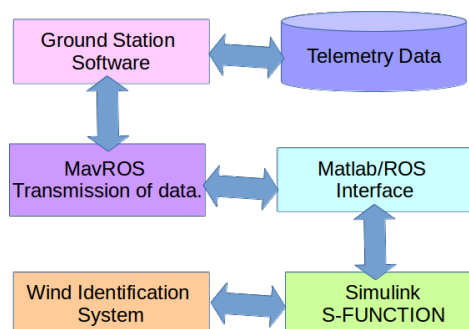 Ground Station
Software
Telemetry Data
MavROS
Transmission of data.
Matlab/ROS
Interface
Wind Identification
System
Simulink
S-FUNCTION